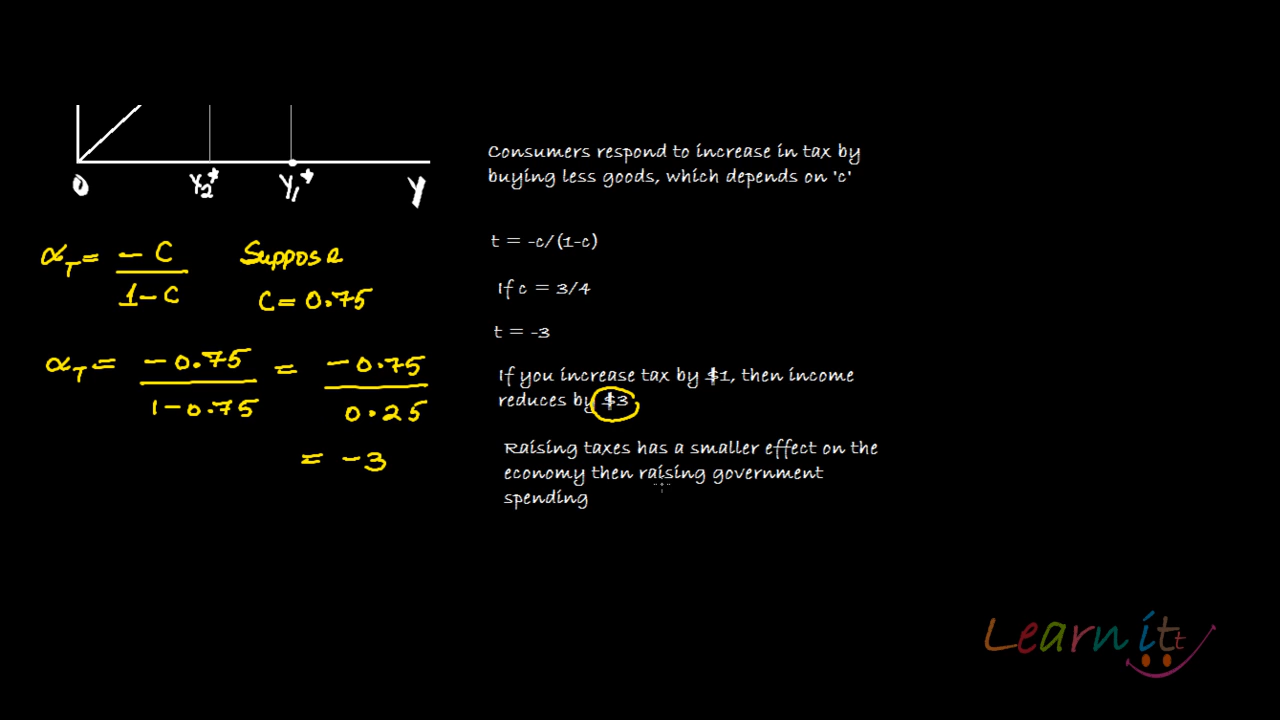 0 Y₂* Y₁* Y
α_T = -C / 1-C Suppose
C = 0.75
α_T = -0.75 / 1-0.75 = -0.75 / 0.25
= -3
Consumers respond to increase in tax by
buying less goods, which depends on 'c'
t = -c/(1-c)
If c = 3/4
t = -3
If you increase tax by $1, then income
reduces by $3
Raising taxes has a smaller effect on the
economy then raising government
spending
Learn itt